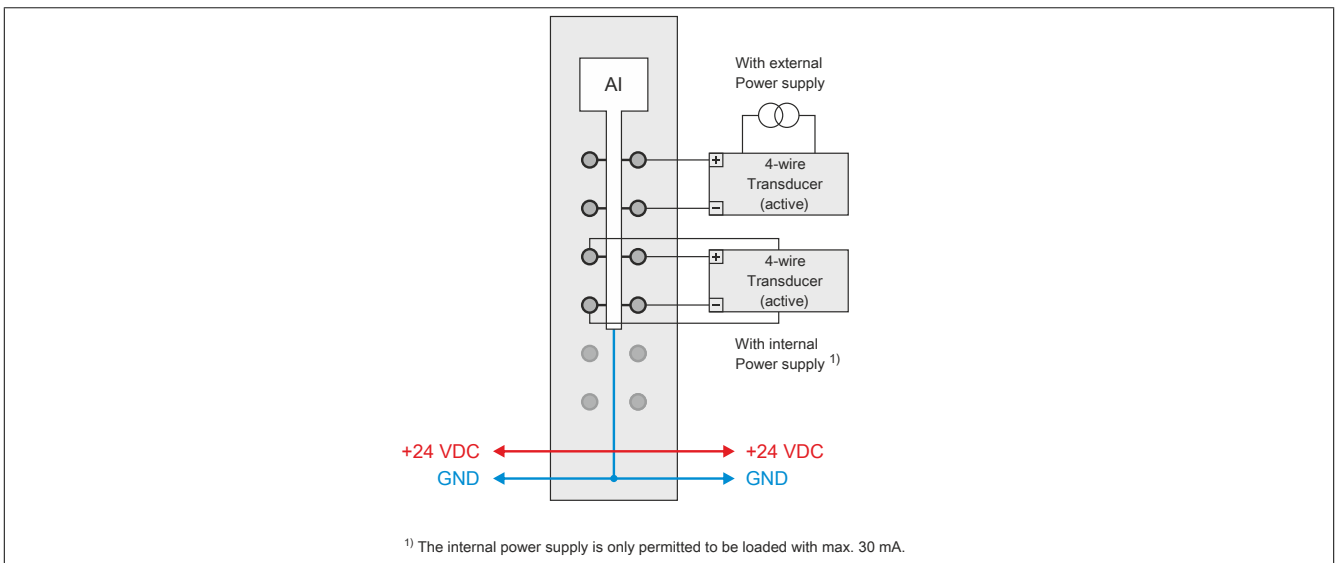 AI
With external
Power supply
+
4-wire
Transducer
(active)
−
+
4-wire
Transducer
(active)
−
With internal
Power supply 1)
+24 VDC
+24 VDC
GND
GND
1) The internal power supply is only permitted to be loaded with max. 30 mA.